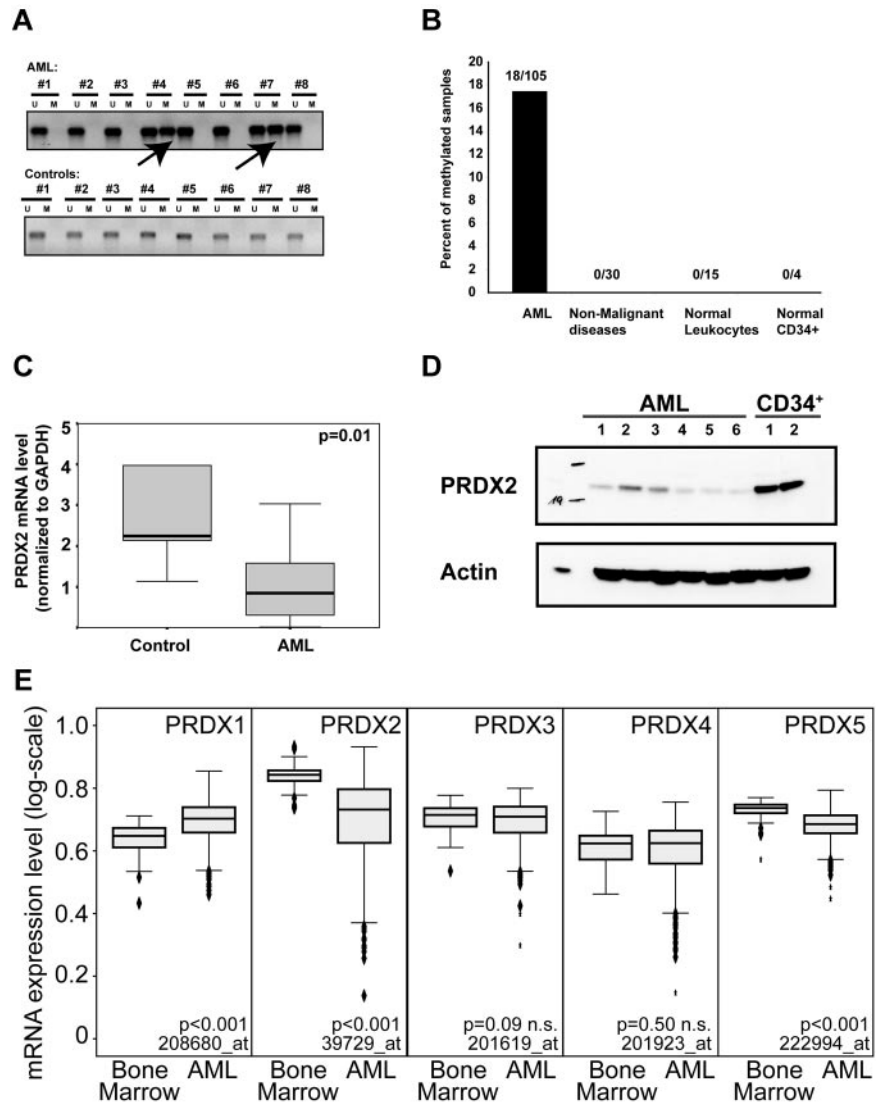 A
AML:
#1 #2 #3 #4 #5 #6 #7 #8
U M U M U M U M U M U M U M U M
Controls:
#1 #2 #3 #4 #5 #6 #7 #8
U M U M U M U M U M U M U M U M
B
Percent of methylated samples
20
18
16
14
12
10
8
6
4
2
0
18/105
0/30
0/15
0/4
AML
Non-Malignant
diseases
Normal
Leukocytes
Normal
CD34+
C
PRDX2 mRNA level
(normalized to GAPDH)
5
4
3
2
1
p=0.01
Control AML
D
AML CD34+
1 2 3 4 5 6 1 2
PRDX2
19
Actin
E
mRNA expression level (log-scale)
1.0
0.8
0.6
0.4
0.2
0
PRDX1 PRDX2 PRDX3 PRDX4 PRDX5
p<0.001 p<0.001 p=0.09 n.s. p=0.50 n.s. p<0.001
208680_at 39729_at 201619_at 201923_at 222994_at
Bone AML Bone AML Bone AML Bone AML Bone AML
Marrow Marrow Marrow Marrow Marrow